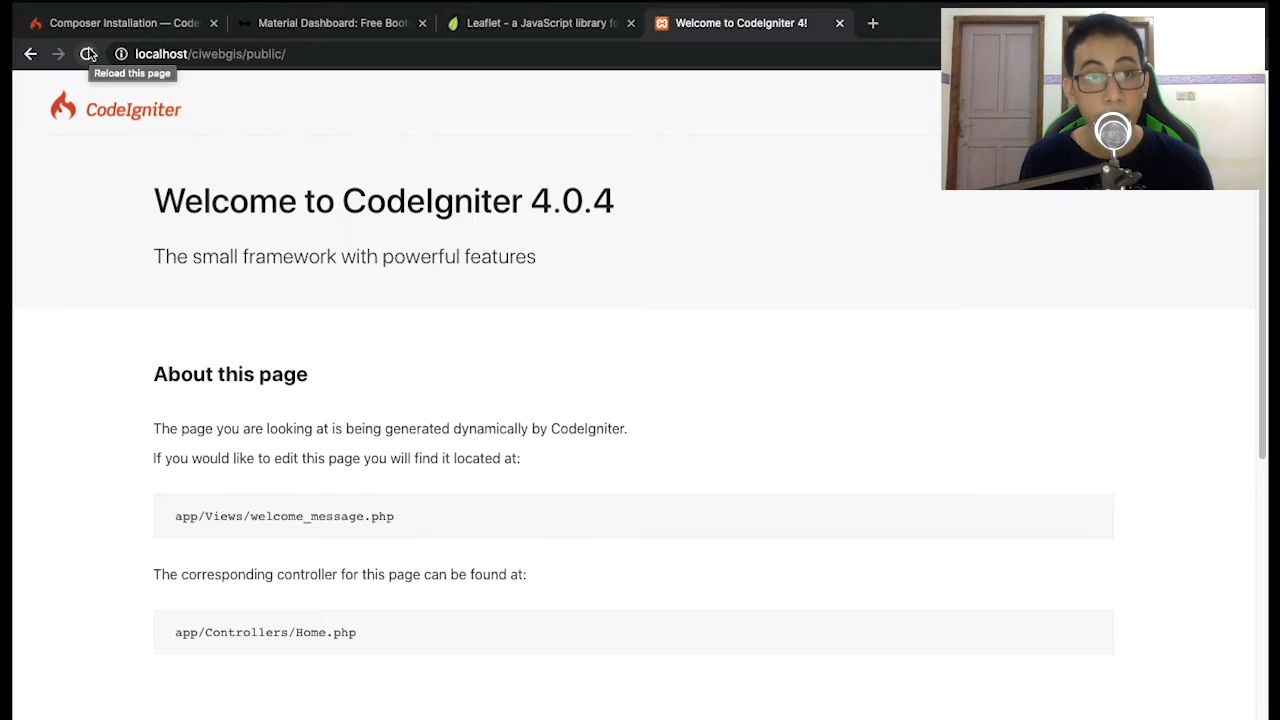 Composer Installation — Code
Material Dashboard: Free Boot
Leaflet - a JavaScript library fo
Welcome to CodeIgniter 4!
localhost/ciwebgis/public/
Reload this page
CodeIgniter
Welcome to CodeIgniter 4.0.4
The small framework with powerful features
About this page
The page you are looking at is being generated dynamically by CodeIgniter.
If you would like to edit this page you will find it located at:
app/Views/welcome_message.php
The corresponding controller for this page can be found at:
app/Controllers/Home.php